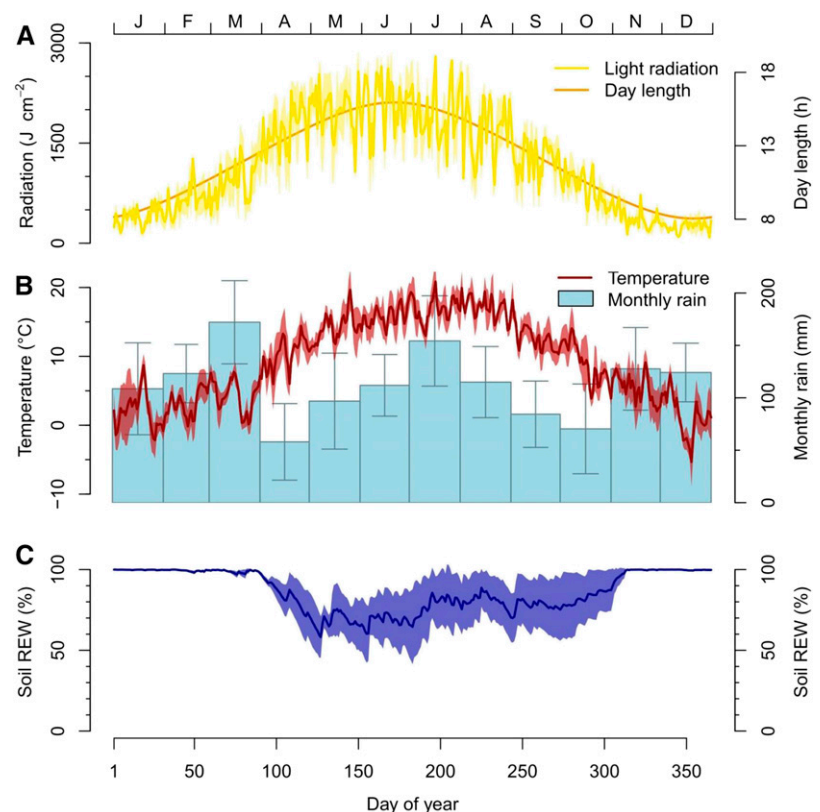 J F M A M J J A S O N D
A
3000
1500
0
Radiation (J cm−2)
Light radiation
Day length
18
13
8
Day length (h)
B
20
10
0
−10
Temperature (°C)
Temperature
Monthly rain
200
100
0
Monthly rain (mm)
C
100
50
0
Soil REW (%)
100
50
0
Soil REW (%)
1 50 100 150 200 250 300 350
Day of year